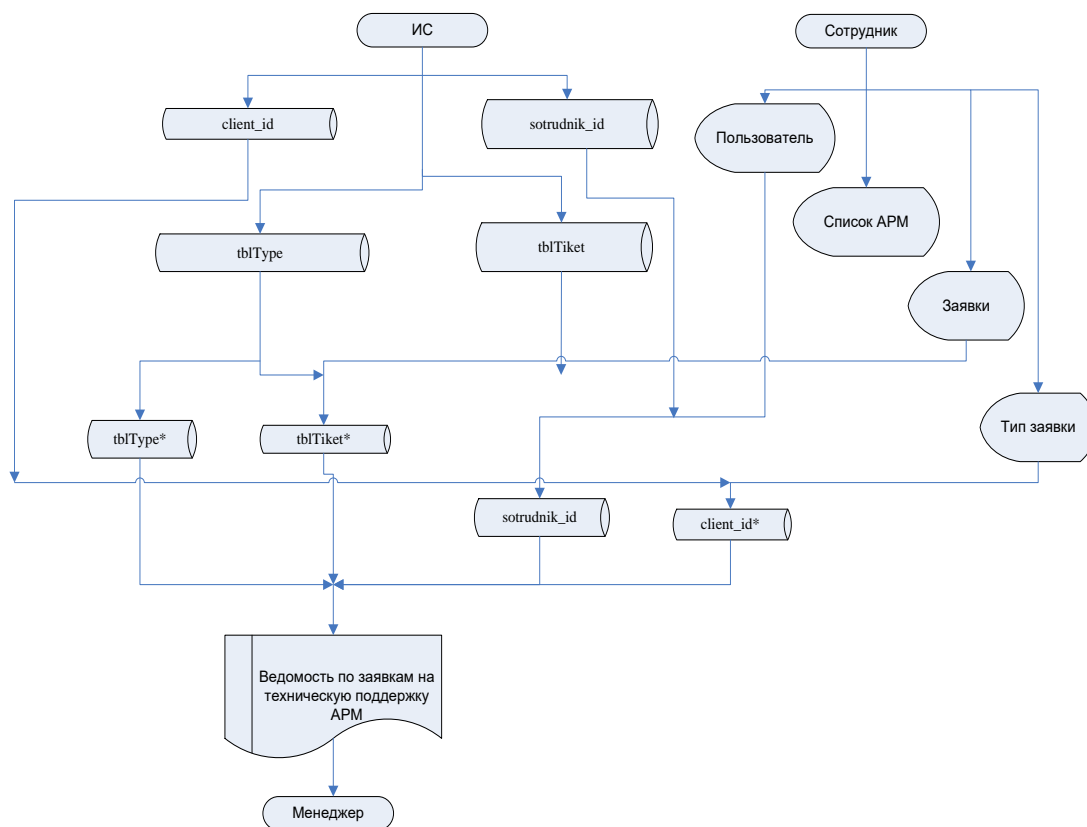 ИС
Сотрудник
client_id
sotrudnik_id
Пользователь
Список АРМ
tblType
tblTiket
Заявки
tblType*
tblTiket*
Тип заявки
sotrudnik_id
client_id*
Ведомость по заявкам на
техническую поддержку
АРМ
Менеджер